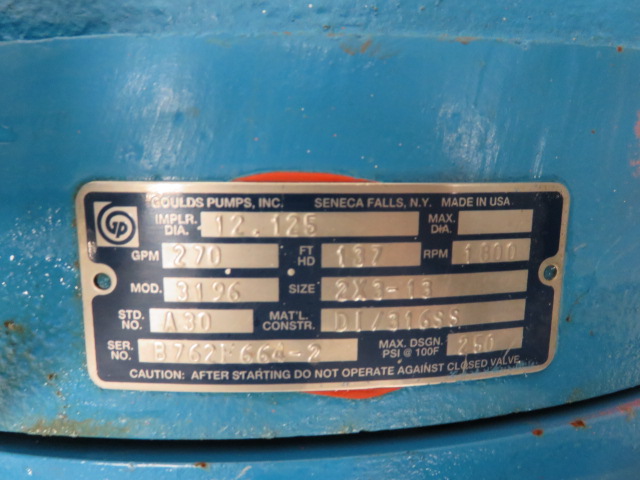 GOULDS PUMPS, INC. SENECA FALLS, N.Y. MADE IN USA
IMPLR. DIA. 12.125 MAX. DIA.
GPM 270 FT HD 137 RPM 1800
MOD. 3196 SIZE 2X3-13
STD. NO. A30 MAT'L. CONSTR. DI/316SS
SER. NO. B762F664-2 MAX. DSGN. PSI @ 100F 250
CAUTION: AFTER STARTING DO NOT OPERATE AGAINST CLOSED VALVE.